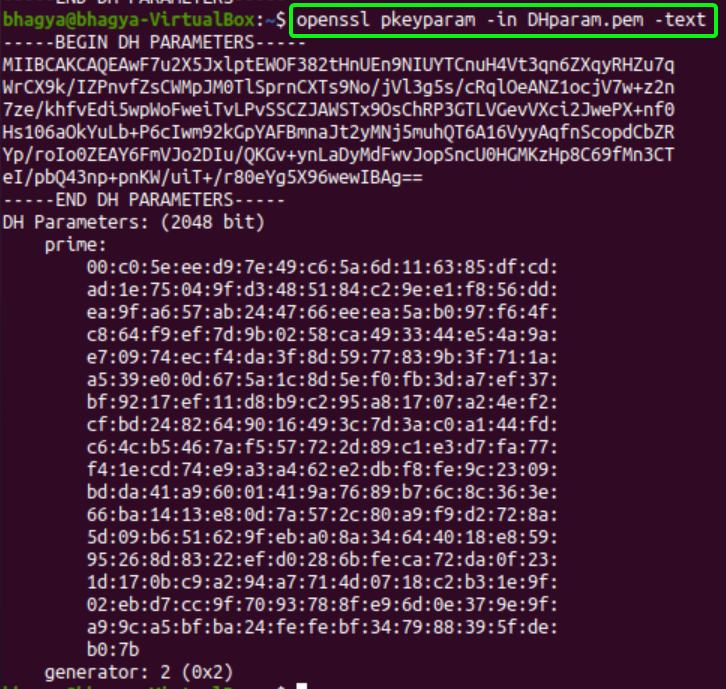 -----END DH PARAMETERS-----
bhagya@bhagya-VirtualBox:~$ openssl pkeyparam -in DHparam.pem -text
-----BEGIN DH PARAMETERS-----
MIIBCAKCAQEAwF7u2X5JxlptEWOF382tHnUEn9NIUYTCnuH4Vt3qn6ZXqyRHZu7q
WrCX9k/IZPnvfZsCWMpJM0TlSprnCXTs9No/jVl3g5s/cRqlOeANZ1ocjV7w+z2n
7ze/khfvEdi5wpWoFweiTvLPvSSCZJAWSTx9OsChRP3GTLVGevVXci2JwePX+nf0
Hs106aOkYuLb+P6cIwm92kGpYAFBmnaJt2yMNj5muhQT6A16VyyAqfnScopdCbZR
Yp/roIo0ZEAY6FmVJo2DIu/QKGv+ynLaDyMdFwvJopSncU0HGMKzHp8C69fMn3CT
eI/pbQ43np+pnKW/uiT+/r80eYg5X96wewIBAg==
-----END DH PARAMETERS-----
DH Parameters: (2048 bit)
prime:
00:c0:5e:ee:d9:7e:49:c6:5a:6d:11:63:85:df:cd:
ad:1e:75:04:9f:d3:48:51:84:c2:9e:e1:f8:56:dd:
ea:9f:a6:57:ab:24:47:66:ee:ea:5a:b0:97:f6:4f:
c8:64:f9:ef:7d:9b:02:58:ca:49:33:44:e5:4a:9a:
e7:09:74:ec:f4:da:3f:8d:59:77:83:9b:3f:71:1a:
a5:39:e0:0d:67:5a:1c:8d:5e:f0:fb:3d:a7:ef:37:
bf:92:17:ef:11:d8:b9:c2:95:a8:17:07:a2:4e:f2:
cf:bd:24:82:64:90:16:49:3c:7d:3a:c0:a1:44:fd:
c6:4c:b5:46:7a:f5:57:72:2d:89:c1:e3:d7:fa:77:
f4:1e:cd:74:e9:a3:a4:62:e2:db:f8:fe:9c:23:09:
bd:da:41:a9:60:01:41:9a:76:89:b7:6c:8c:36:3e:
66:ba:14:13:e8:0d:7a:57:2c:80:a9:f9:d2:72:8a:
5d:09:b6:51:62:9f:eb:a0:8a:34:64:40:18:e8:59:
95:26:8d:83:22:ef:d0:28:6b:fe:ca:72:da:0f:23:
1d:17:0b:c9:a2:94:a7:71:4d:07:18:c2:b3:1e:9f:
02:eb:d7:cc:9f:70:93:78:8f:e9:6d:0e:37:9e:9f:
a9:9c:a5:bf:ba:24:fe:fe:bf:34:79:88:39:5f:de:
b0:7b
generator: 2 (0x2)
bhagya@bhagya-VirtualBox:~$